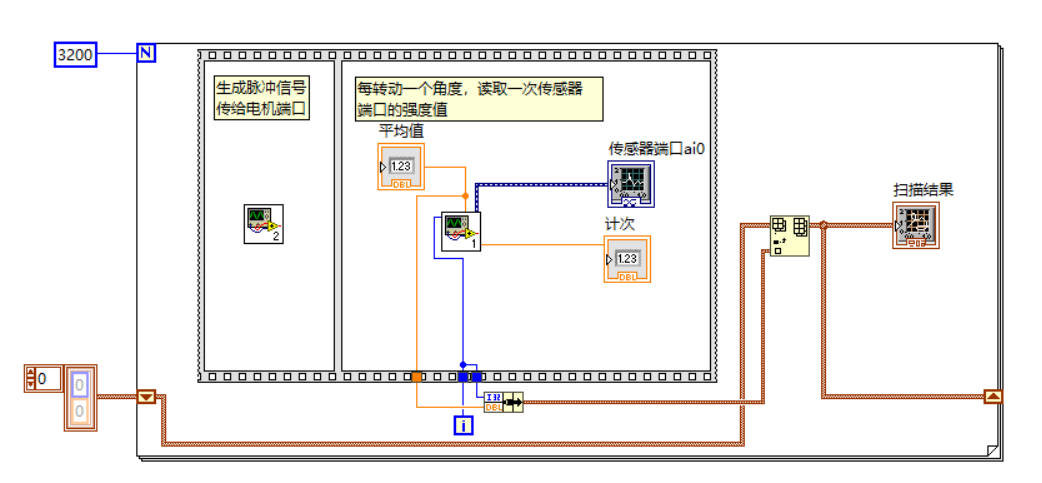 3200
N
生成脉冲信号
传给电机端口
每转动一个角度，读取一次传感器
端口的强度值
平均值
1.23
DBL
传感器端口ai0
计次
1.23
DBL
扫描结果
2
1
0
0
0
I32
DBL
i